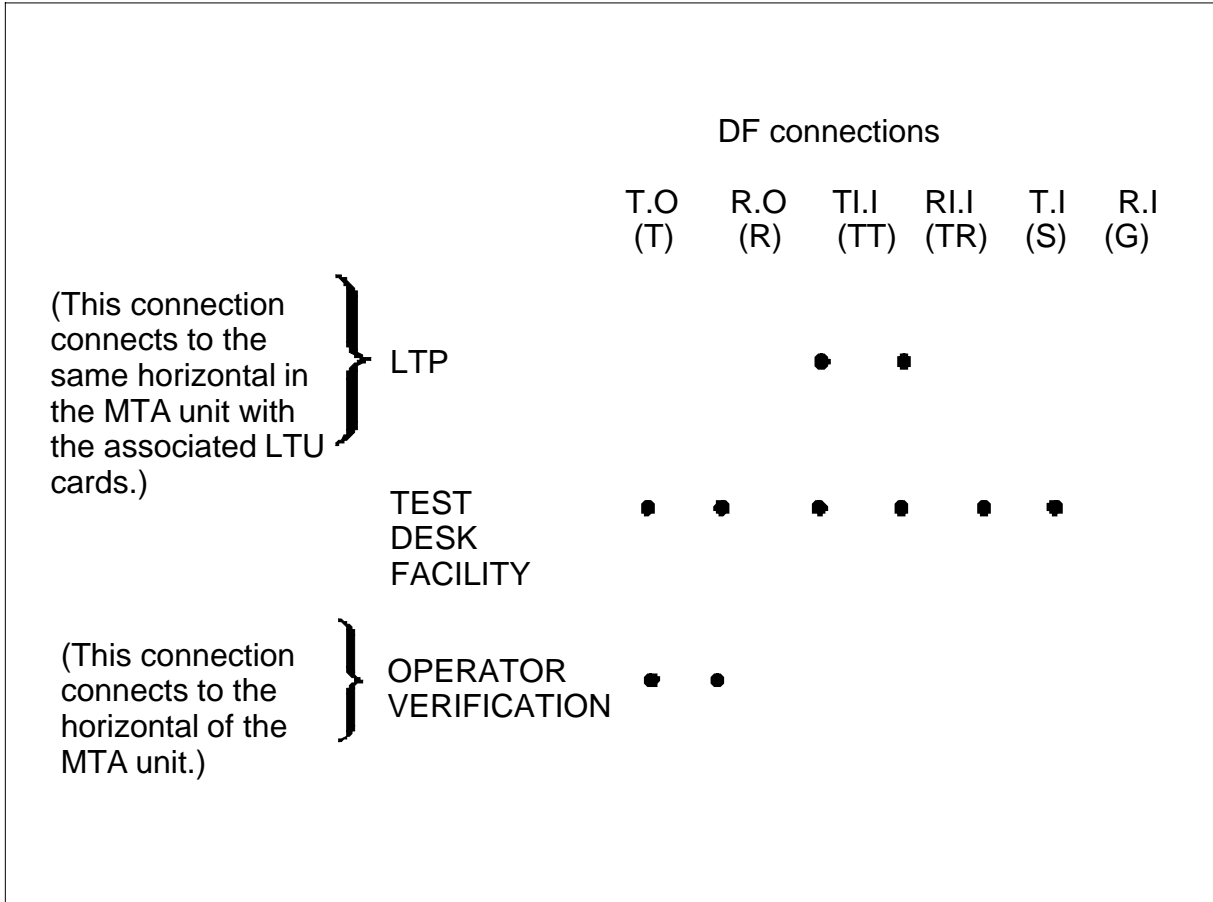 DF connections
T.O R.O TI.I RI.I T.I R.I
(T) (R) (TT) (TR) (S) (G)
(This connection
connects to the
same horizontal in
the MTA unit with
the associated LTU
cards.)
LTP
TEST
DESK
FACILITY
(This connection
connects to the
horizontal of the
MTA unit.)
OPERATOR
VERIFICATION